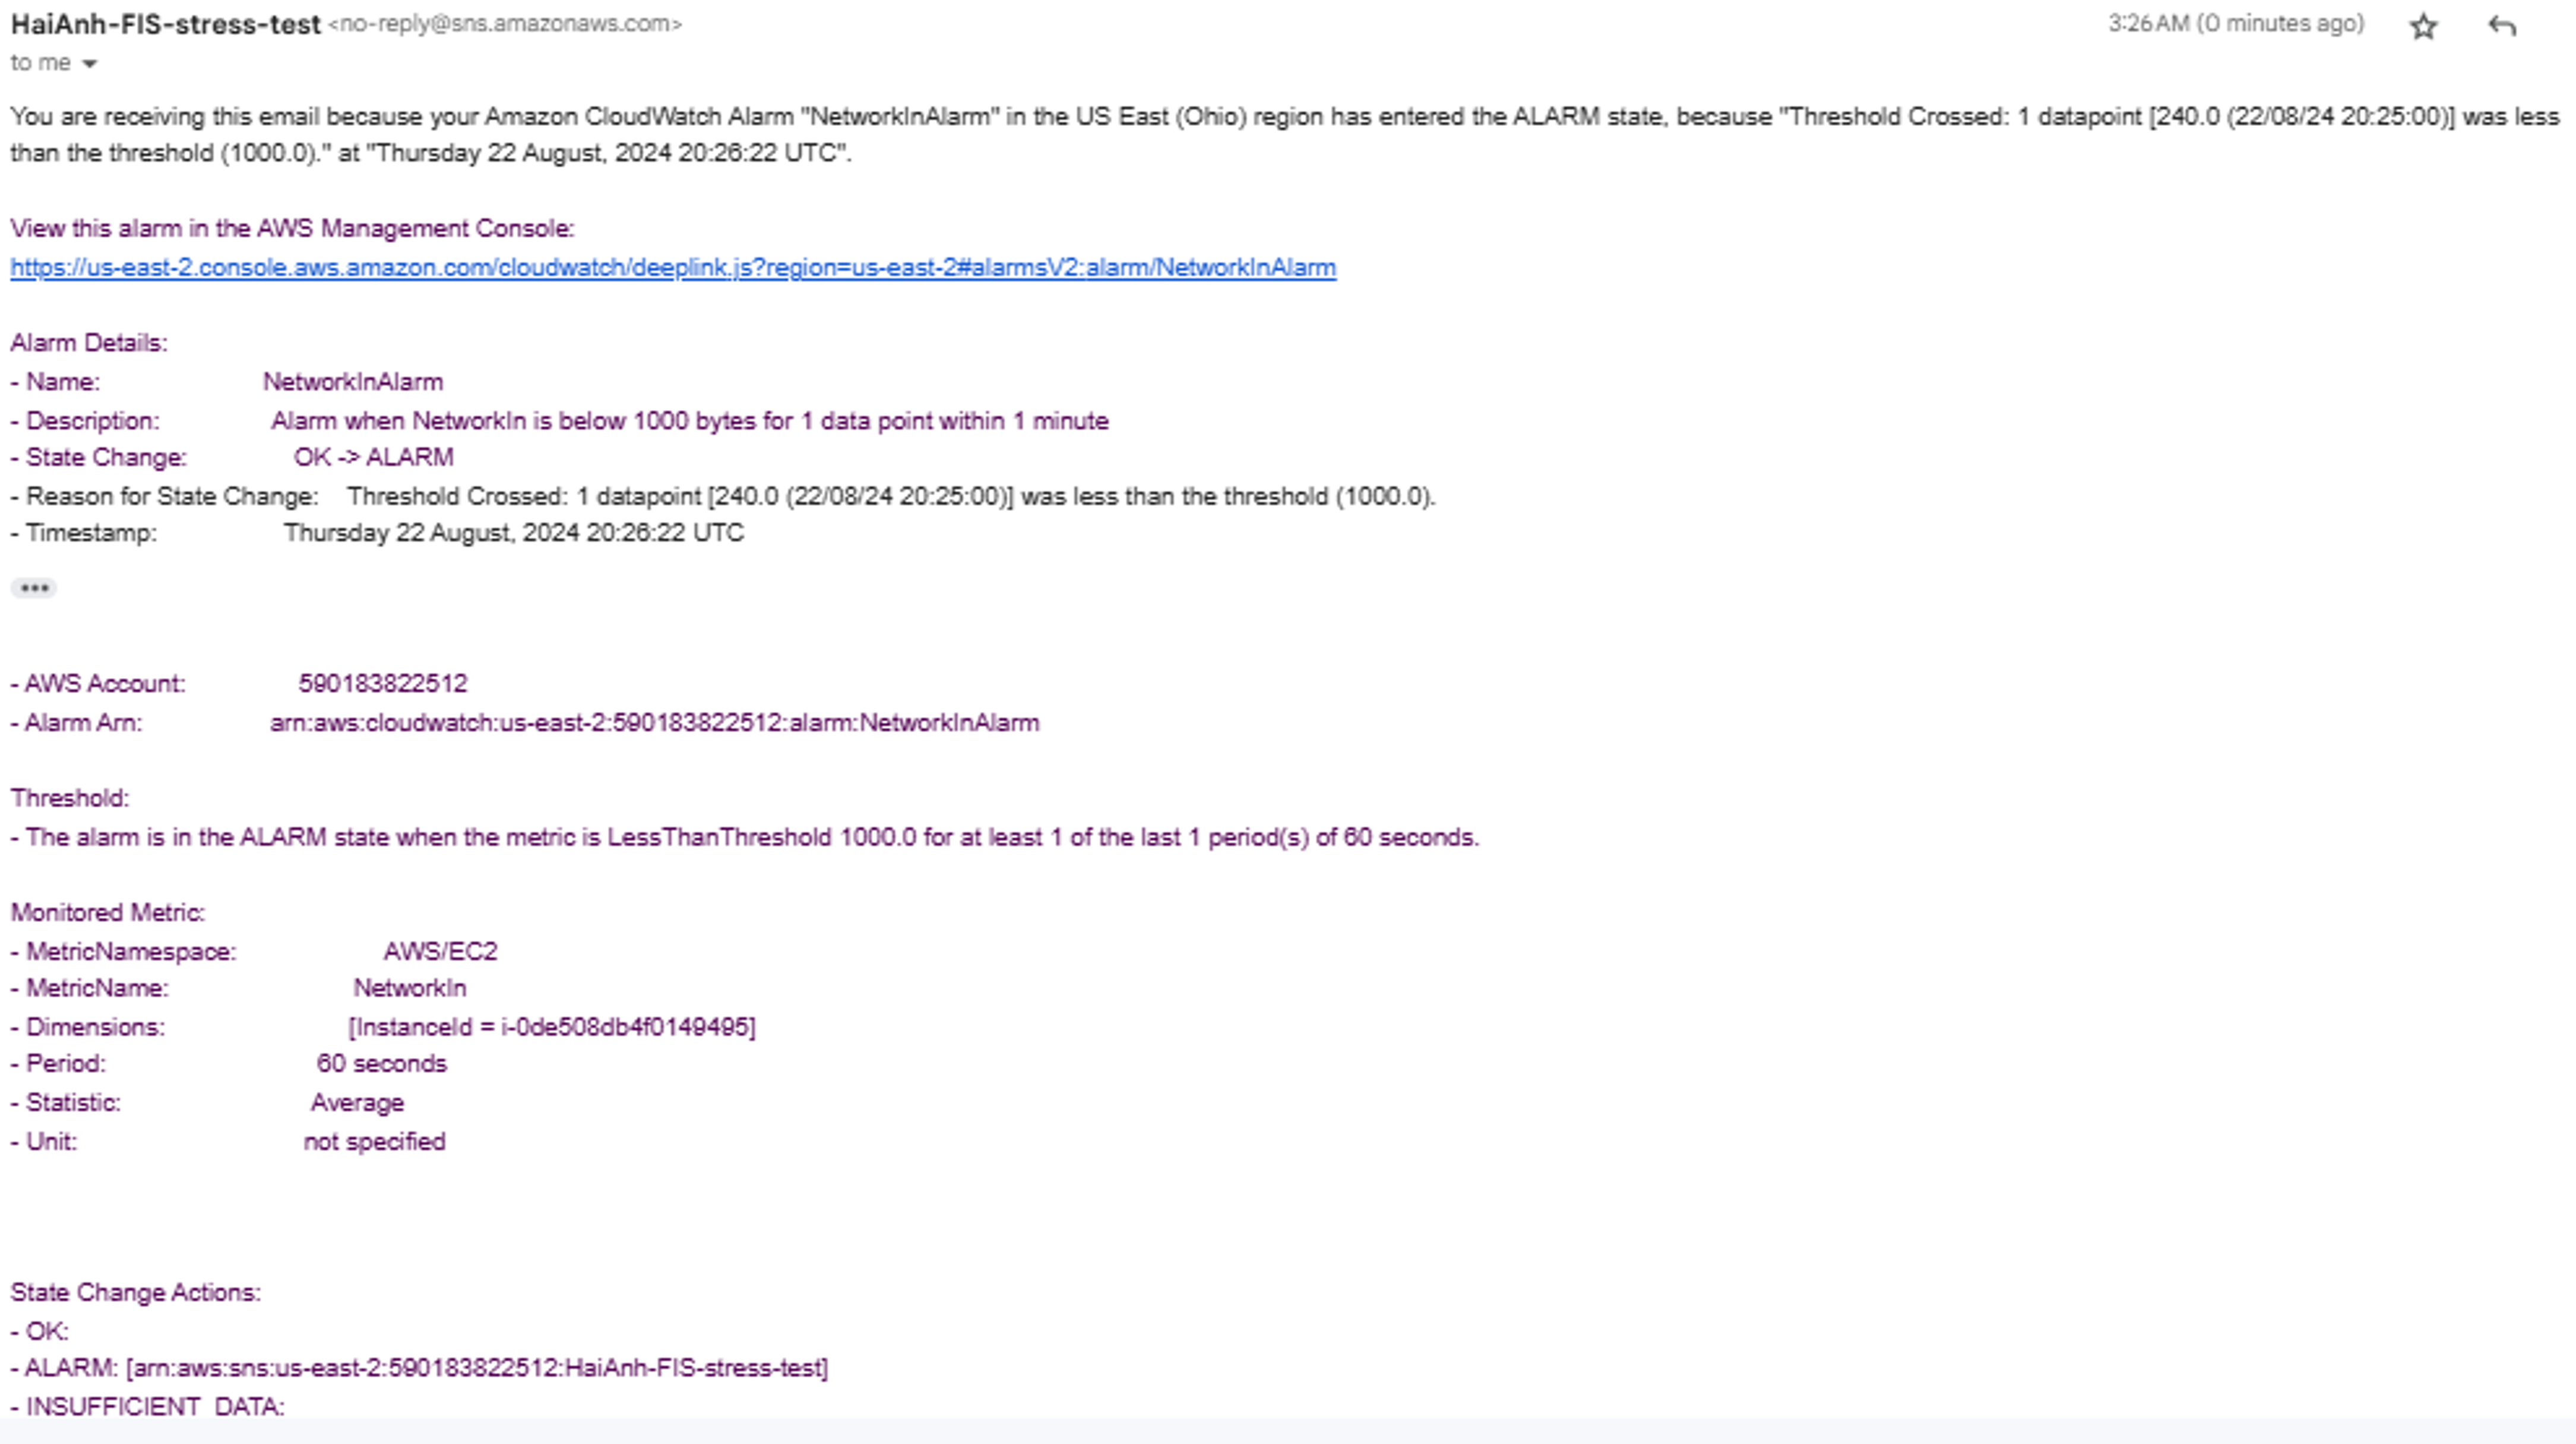 HaiAnh-FIS-stress-test <no-reply@sns.amazonaws.com> 3:26 AM (0 minutes ago)
to me
You are receiving this email because your Amazon CloudWatch Alarm "NetworkInAlarm" in the US East (Ohio) region has entered the ALARM state, because "Threshold Crossed: 1 datapoint [240.0 (22/08/24 20:25:00)] was less
than the threshold (1000.0)." at "Thursday 22 August, 2024 20:26:22 UTC".
View this alarm in the AWS Management Console:
https://us-east-2.console.aws.amazon.com/cloudwatch/deeplink.js?region=us-east-2#alarmsV2:alarm/NetworkInAlarm
Alarm Details:
- Name: NetworkInAlarm
- Description: Alarm when NetworkIn is below 1000 bytes for 1 data point within 1 minute
- State Change: OK -> ALARM
- Reason for State Change: Threshold Crossed: 1 datapoint [240.0 (22/08/24 20:25:00)] was less than the threshold (1000.0).
- Timestamp: Thursday 22 August, 2024 20:26:22 UTC
- AWS Account: 590183822512
- Alarm Arn: arn:aws:cloudwatch:us-east-2:590183822512:alarm:NetworkInAlarm
Threshold:
- The alarm is in the ALARM state when the metric is LessThanThreshold 1000.0 for at least 1 of the last 1 period(s) of 60 seconds.
Monitored Metric:
- MetricNamespace: AWS/EC2
- MetricName: NetworkIn
- Dimensions: [InstanceId = i-0de508db4f0149495]
- Period: 60 seconds
- Statistic: Average
- Unit: not specified
State Change Actions:
- OK:
- ALARM: [arn:aws:sns:us-east-2:590183822512:HaiAnh-FIS-stress-test]
- INSUFFICIENT_DATA: